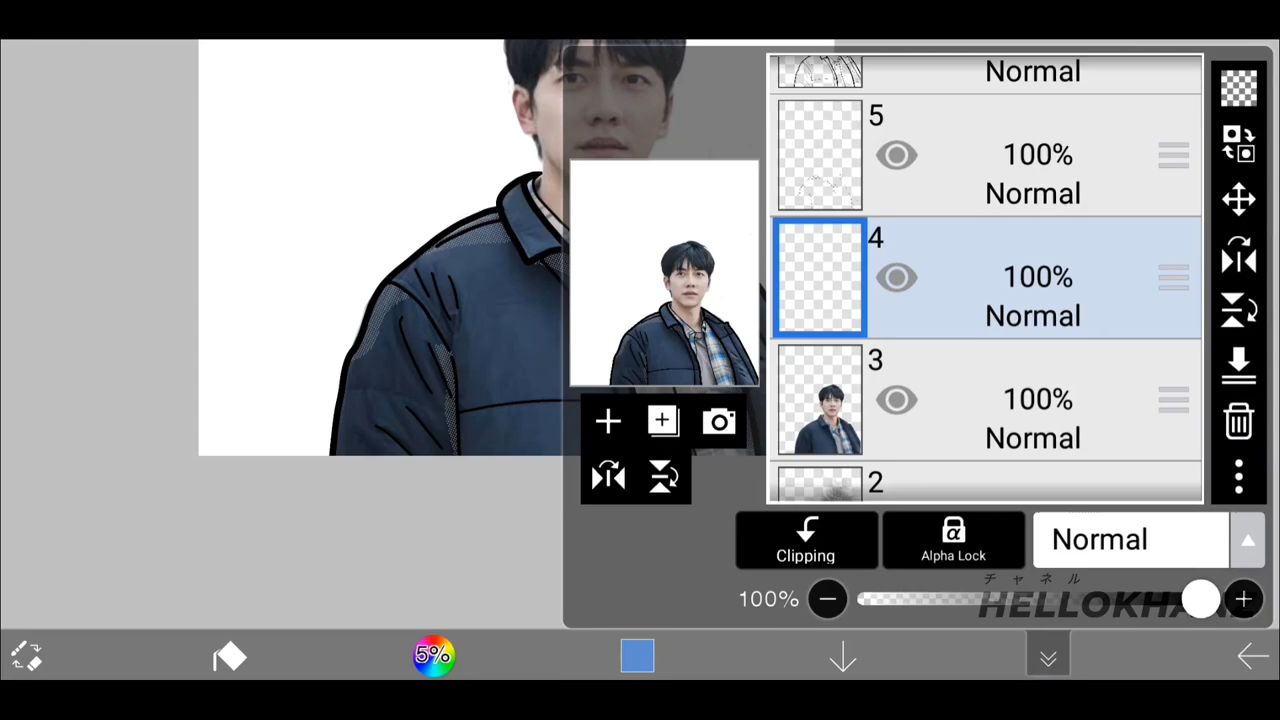 Normal
5
100%
Normal
4
100%
Normal
3
100%
Normal
2
Clipping
α
Alpha Lock
Normal
100%
チャネル
5%